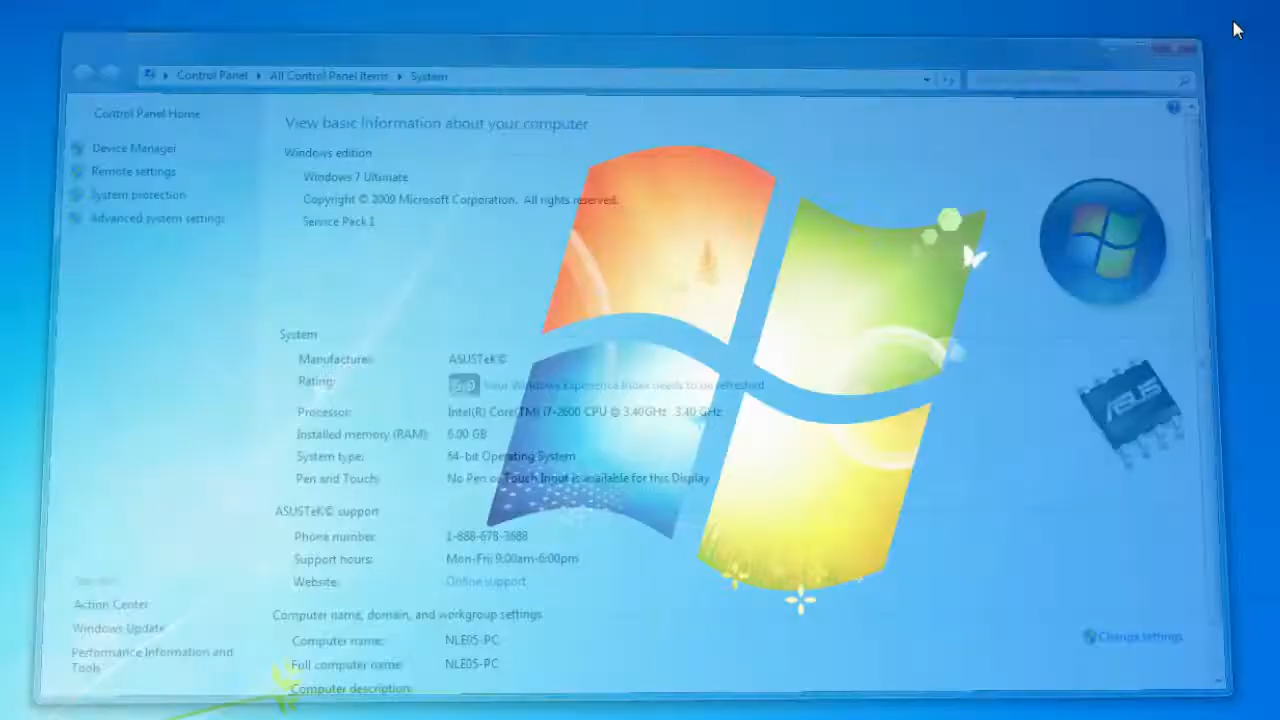 Control Panel ▸ All Control Panel Items ▸ System
Control Panel Home
Device Manager
Remote settings
System protection
Advanced system settings
View basic information about your computer
Windows edition
Windows 7 Ultimate
Copyright © 2009 Microsoft Corporation. All rights reserved.
Service Pack 1
System
Manufacturer: ASUSTeK©
Rating: 5.9 Your Windows Experience Index needs to be refreshed
Processor: Intel(R) Core(TM) i7-2600 CPU @ 3.40GHz 3.40 GHz
Installed memory (RAM): 6.00 GB
System type: 64-bit Operating System
Pen and Touch: No Pen or Touch Input is available for this Display
ASUSTeK© support
Phone number: 1-888-678-3688
Support hours: Mon-Fri 9:00am-6:00pm
Website: Online support
Computer name, domain, and workgroup settings
Computer name: NLE05-PC
Full computer name: NLE05-PC
Computer description:
Change settings
ASUS
See also
Action Center
Windows Update
Performance Information and
Tools